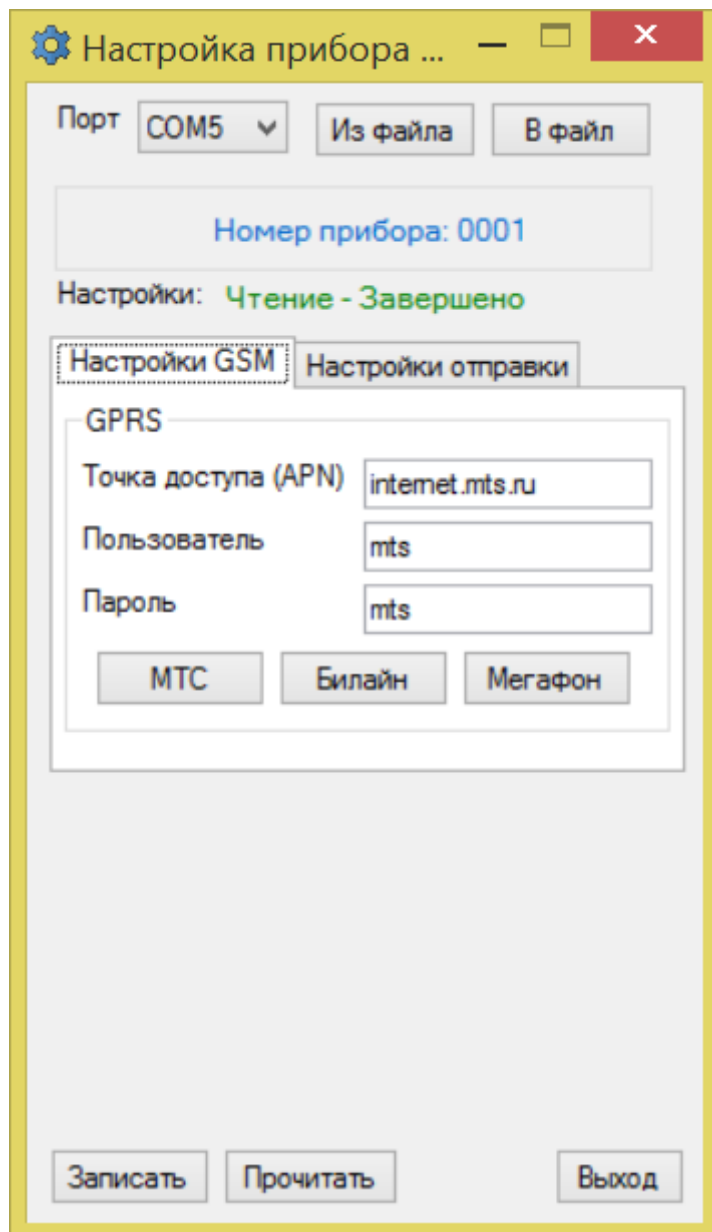 Настройка прибора ...
Порт COM5 Из файла В файл
Номер прибора: 0001
Настройки: Чтение - Завершено
Настройки GSM Настройки отправки
GPRS
Точка доступа (APN) internet.mts.ru
Пользователь mts
Пароль mts
МТС Билайн Мегафон
Записать Прочитать Выход